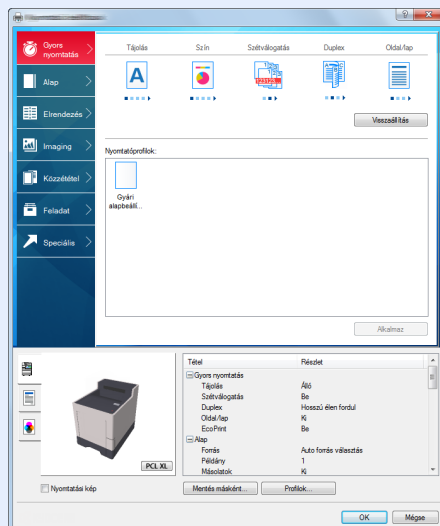 Gyors nyomtatás
Alap
Elrendezés
Imaging
Közzététel
Feladat
Speciális
Tájolás Szín Szétválogatás Duplex Oldal/lap
A
123123
Visszaállítás
Nyomtatóprofilok:
Gyári alapbeállí...
Alkalmaz
Tétel Részlet
Gyors nyomtatás
Tájolás Álló
Szétválogatás Be
Duplex Hosszú élen fordul
Oldal/lap Ki
EcoPrint Be
Alap
Forrás Auto forrás választás
Példány 1
Másolatok Ki
PCL XL
Nyomtatási kép
Mentés másként... Profilok...
OK Mégse